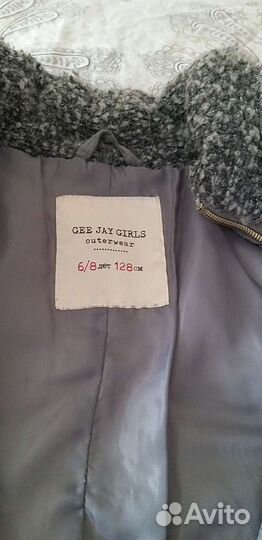 GEE JAY GIRLS
outerwear
6/8 лет 128 см
Avito